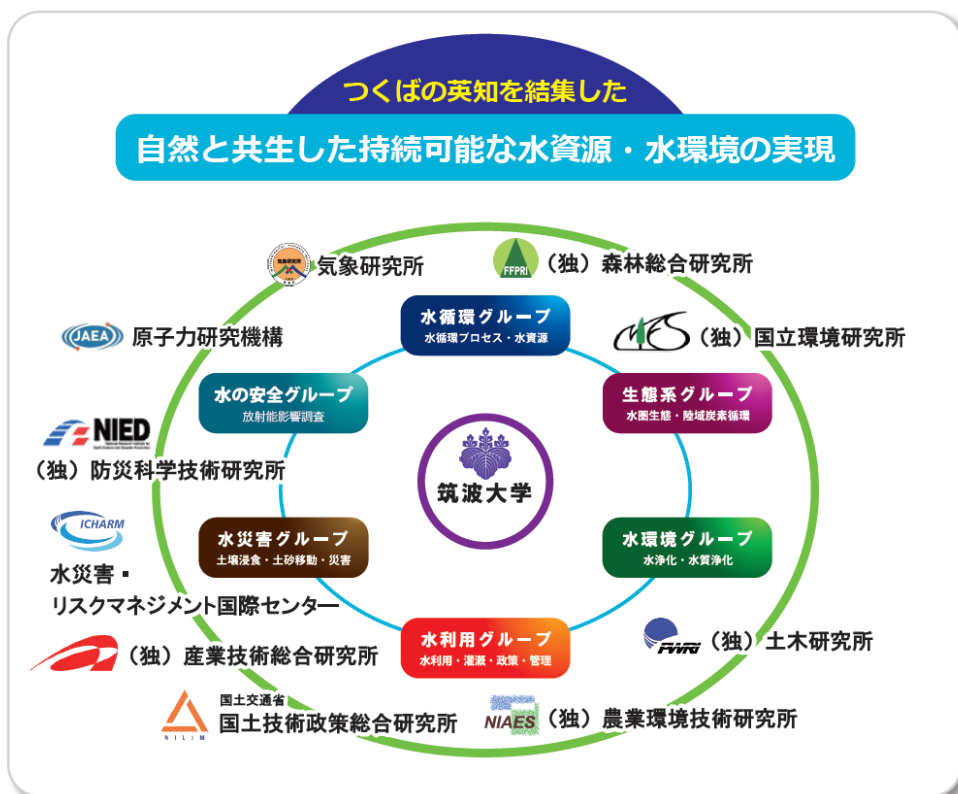 つくばの英知を結集した
自然と共生した持続可能な水資源・水環境の実現
気象研究所
FFPRI
（独）森林総合研究所
JAEA
原子力研究機構
水循環グループ
水循環プロセス・水資源
（独）国立環境研究所
水の安全グループ
放射能影響調査
生態系グループ
水圏生態・陸域炭素循環
NIED
（独）防災科学技術研究所
筑波大学
ICHARM
水災害・
リスクマネジメント国際センター
水災害グループ
土壌浸食・土砂移動・災害
水環境グループ
水浄化・水質浄化
水利用グループ
水利用・灌漑・政策・管理
（独）産業技術総合研究所
PWRI
（独）土木研究所
NILIM
国土交通省
国土技術政策総合研究所
NIAES
（独）農業環境技術研究所